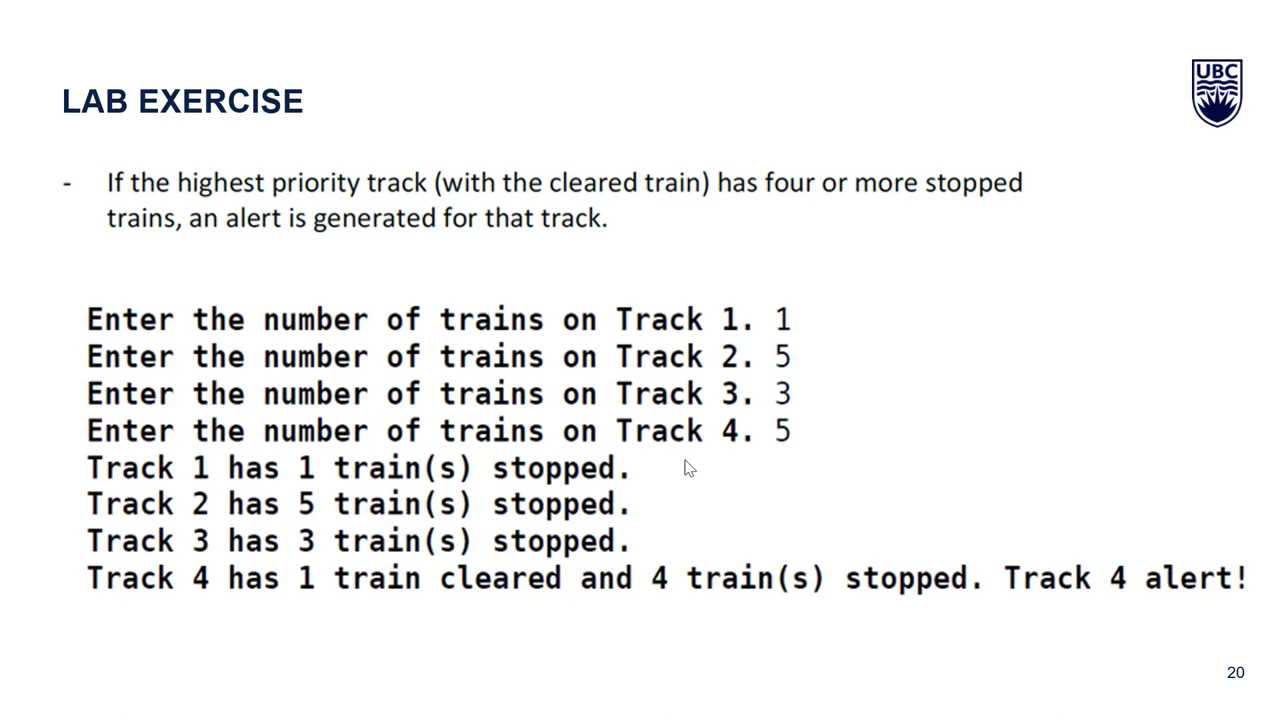 UBC
LAB EXERCISE
- If the highest priority track (with the cleared train) has four or more stopped
trains, an alert is generated for that track.
Enter the number of trains on Track 1. 1
Enter the number of trains on Track 2. 5
Enter the number of trains on Track 3. 3
Enter the number of trains on Track 4. 5
Track 1 has 1 train(s) stopped.
Track 2 has 5 train(s) stopped.
Track 3 has 3 train(s) stopped.
Track 4 has 1 train cleared and 4 train(s) stopped. Track 4 alert!
20